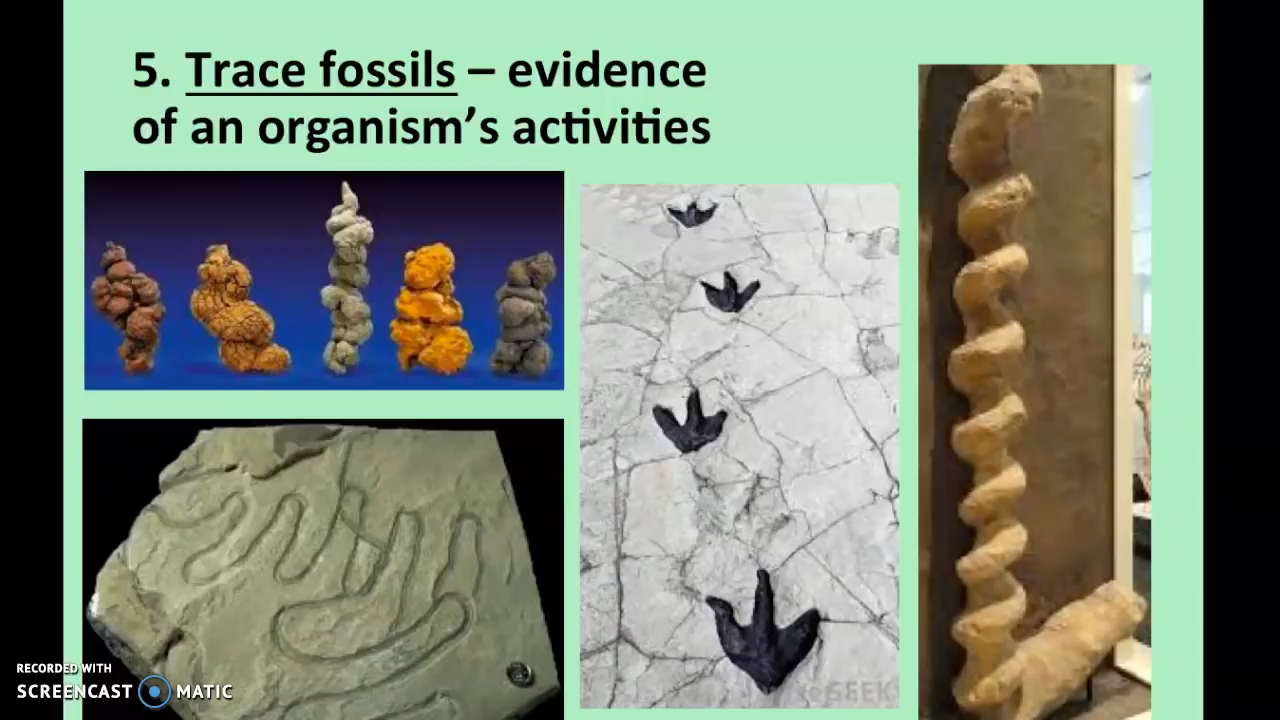 5. Trace fossils – evidence
of an organism’s activities
RECORDED WITH
SCREENCAST MATIC